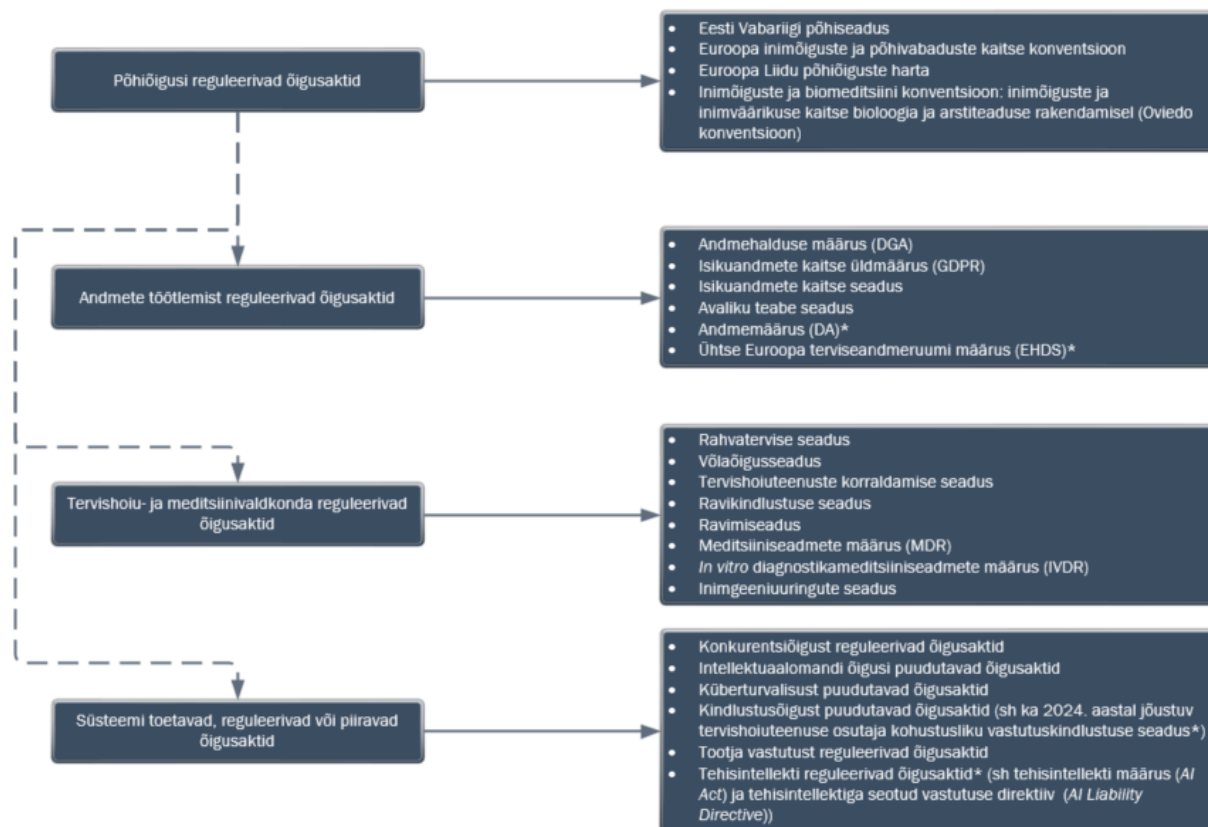 Põhiõigusi reguleerivad õigusaktid
• Eesti Vabariigi põhiseadus
• Euroopa inimõiguste ja põhivabaduste kaitse konventsioon
• Euroopa Liidu põhiõiguste harta
• Inimõiguste ja biomeditsiini konventsioon: inimõiguste ja
inimväärikuse kaitse bioloogia ja arstiteaduse rakendamisel (Oviedo
konventsioon)
Andmete töötlemist reguleerivad õigusaktid
• Andmehalduse määrus (DGA)
• Isikuandmete kaitse üldmäärus (GDPR)
• Isikuandmete kaitse seadus
• Avaliku teabe seadus
• Andmemäärus (DA)*
• Ühtse Euroopa terviseandmeruumi määrus (EHDS)*
Tervishoiu- ja meditsiinivaldkonda reguleerivad
õigusaktid
• Rahvatervise seadus
• Võlaõigusseadus
• Tervishoiuteenuste korraldamise seadus
• Ravikindlustuse seadus
• Ravimiseadus
• Meditsiiniseadmete määrus (MDR)
• In vitro diagnostikameditsiiniseadmete määrus (IVDR)
• Inimgeeniuuringute seadus
Süsteemi toetavad, reguleerivad või piiravad
õigusaktid
• Konkurentsiõigust reguleerivad õigusaktid
• Intellektuaalomandi õigusi puudutavad õigusaktid
• Küberturvalisust puudutavad õigusaktid
• Kindlustusõigust puudutavad õigusaktid (sh ka 2024. aastal jõustuv
tervishoiuteenuse osutaja kohustusliku vastutuskindlustuse seadus*)
• Tootja vastutust reguleerivad õigusaktid
• Tehisintellekti reguleerivad õigusaktid* (sh tehisintellekti määrus (AI
Act) ja tehisintellektiga seotud vastutuse direktiiv (AI Liability
Directive))